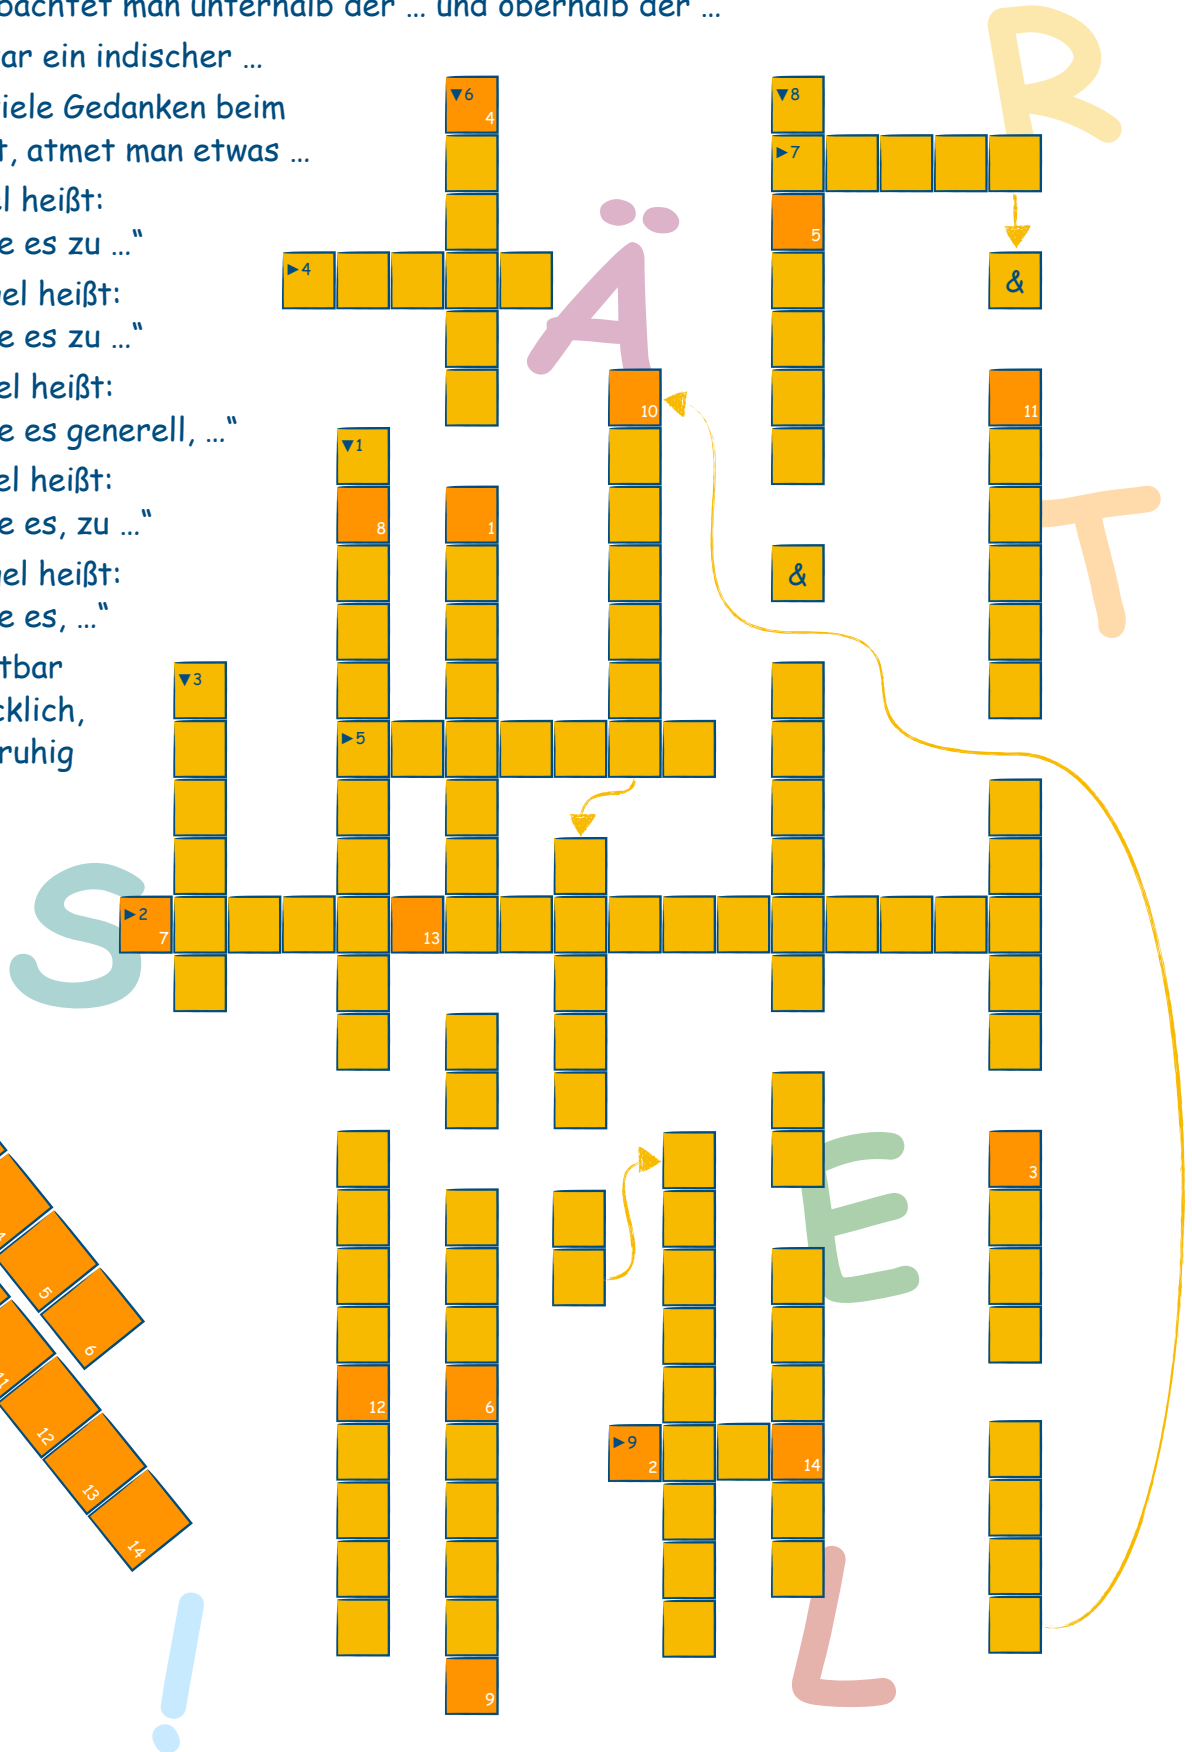 bachtet man unterhalb der … und oberhalb der …
ar ein indischer …
iele Gedanken beim
t, atmet man etwas …
el heißt:
e es zu …“
el heißt:
e es zu …“
el heißt:
e es generell, …“
el heißt:
e es, zu …“
el heißt:
e es, …“
tbar
cklich,
ruhig
R
▼6
4
▼8
►7
5
►4
&
Ä
10
11
▼1
8
1
T
&
▼3
►5
S
►2
7
13
3
E
5
6
11
12
13
14
12
6
►9
2
14
L
9
!